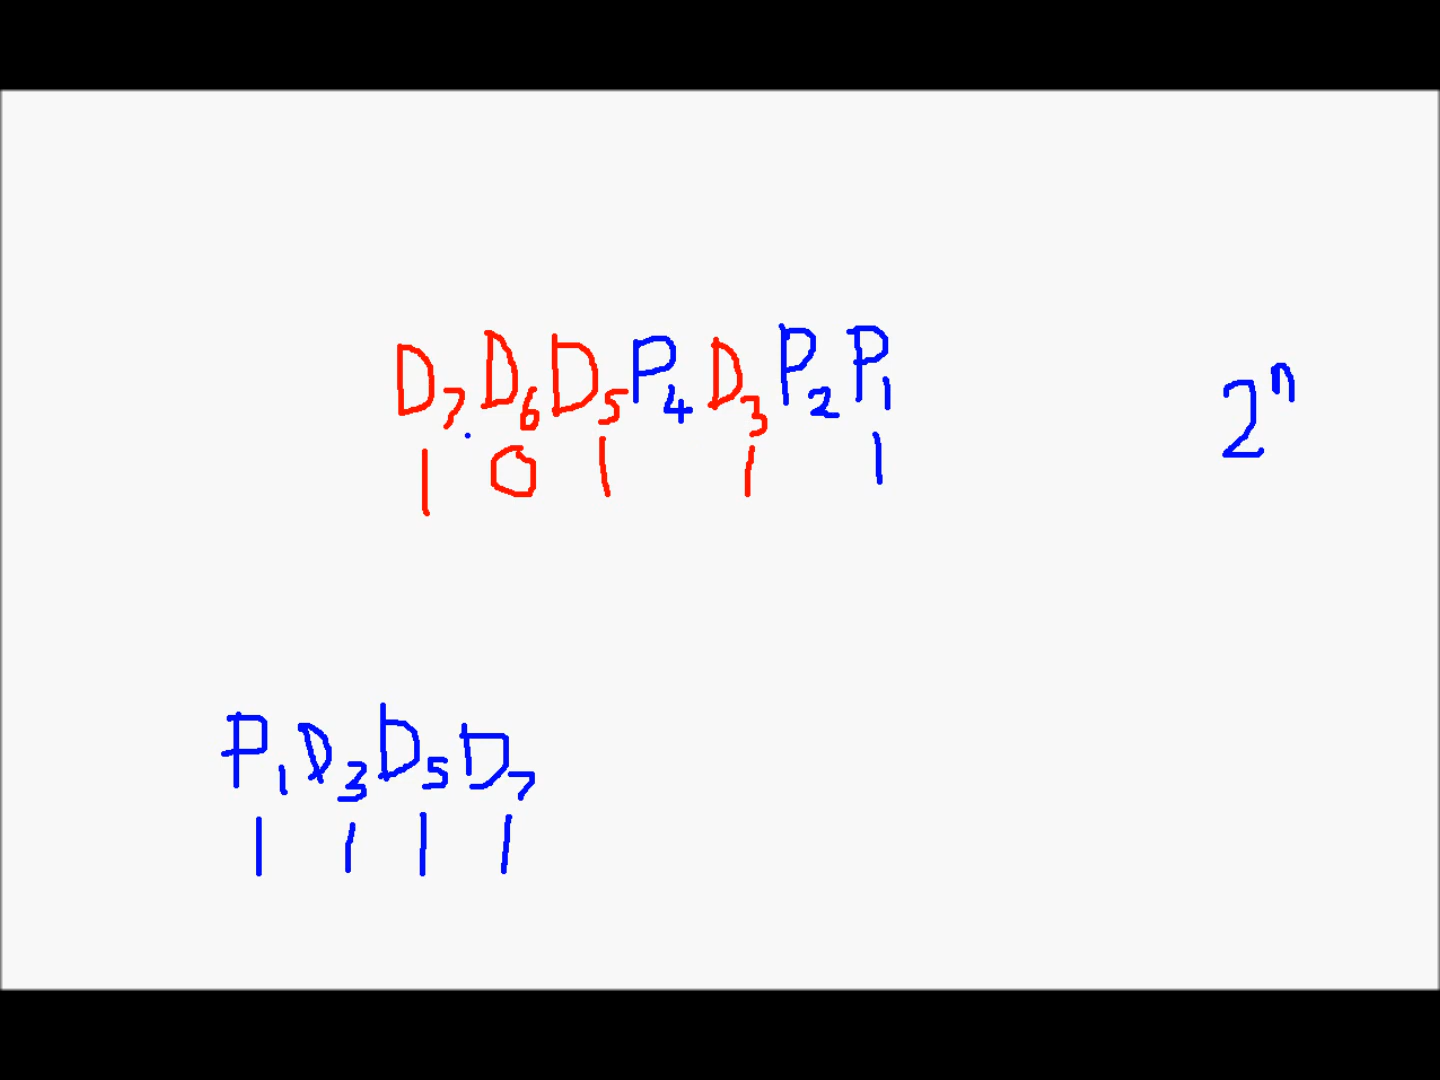 D₇ D₆ D₅ P₄ D₃ P₂ P₁
1 0 1 1 1
2ⁿ
P₁ D₃ D₅ D₇
1 1 1 1